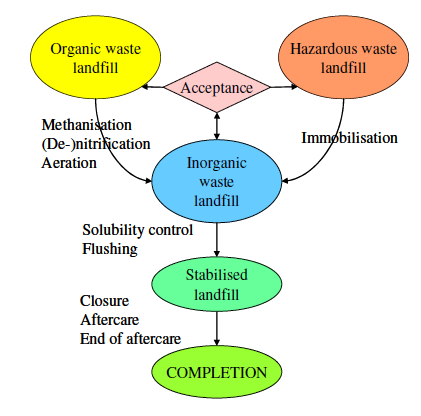 Organic waste
landfill
Hazardous waste
landfill
Acceptance
Methanisation
(De-)nitrification
Aeration
Immobilisation
Inorganic
waste
landfill
Solubility control
Flushing
Stabilised
landfill
Closure
Aftercare
End of aftercare
COMPLETION